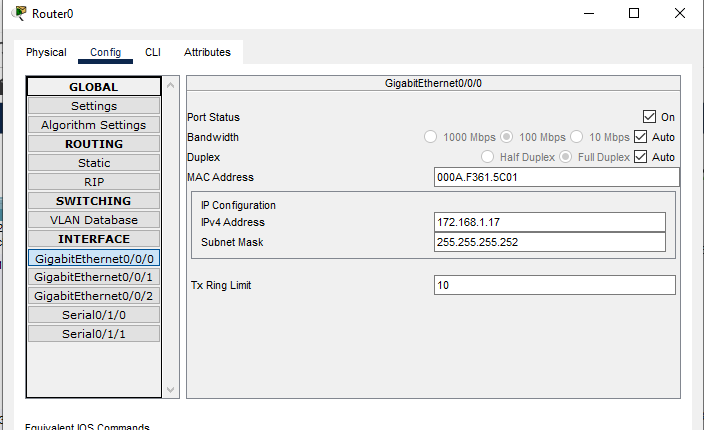 Router0
Physical Config CLI Attributes
GLOBAL
Settings
Algorithm Settings
ROUTING
Static
RIP
SWITCHING
VLAN Database
INTERFACE
GigabitEthernet0/0/0
GigabitEthernet0/0/1
GigabitEthernet0/0/2
Serial0/1/0
Serial0/1/1
GigabitEthernet0/0/0
Port Status On
Bandwidth 1000 Mbps 100 Mbps 10 Mbps Auto
Duplex Half Duplex Full Duplex Auto
MAC Address 000A.F361.5C01
IP Configuration
IPv4 Address 172.168.1.17
Subnet Mask 255.255.255.252
Tx Ring Limit 10
Equivalent IOS Commands